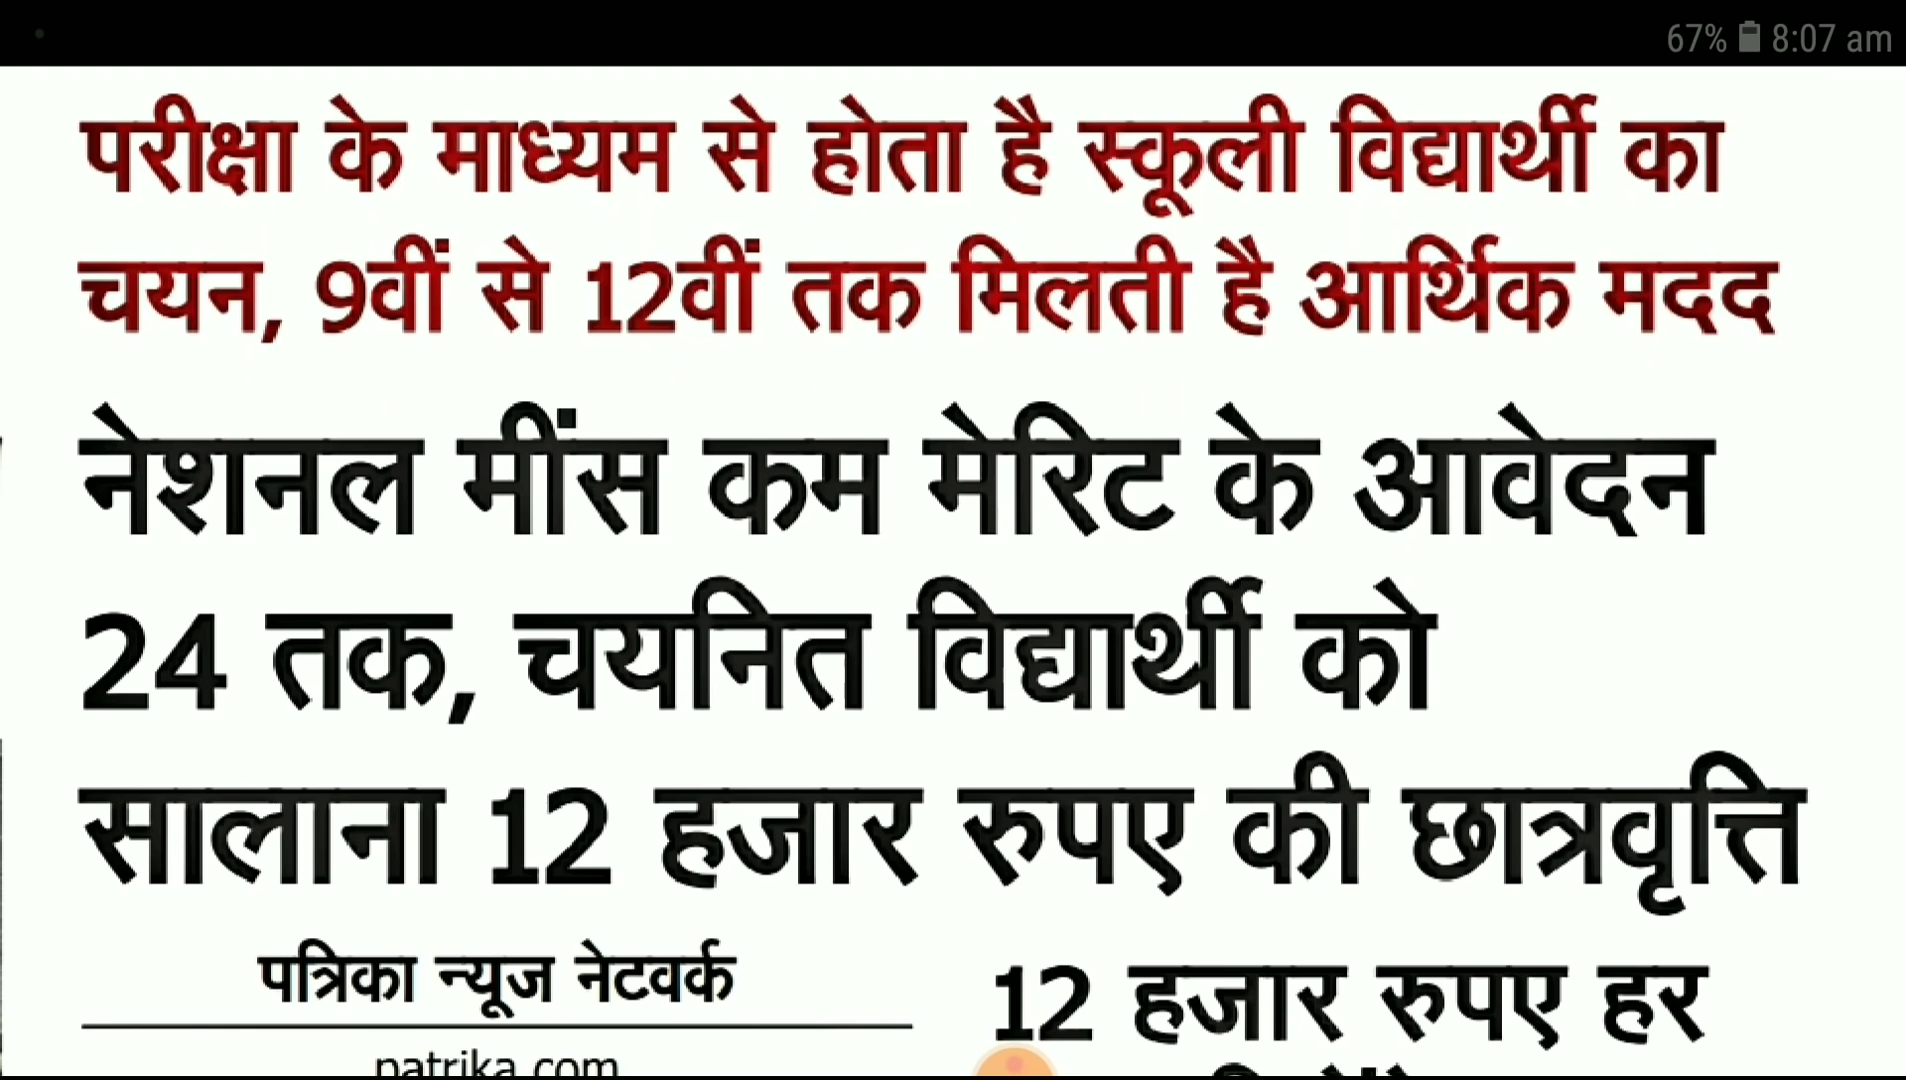 67% 8:07 am
परीक्षा के माध्यम से होता है स्कूली विद्यार्थी का
चयन, 9वीं से 12वीं तक मिलती है आर्थिक मदद
नेशनल मींस कम मेरिट के आवेदन
24 तक, चयनित विद्यार्थी को
सालाना 12 हजार रुपए की छात्रवृत्ति
पत्रिका न्यूज नेटवर्क
patrika.com
12 हजार रुपए हर